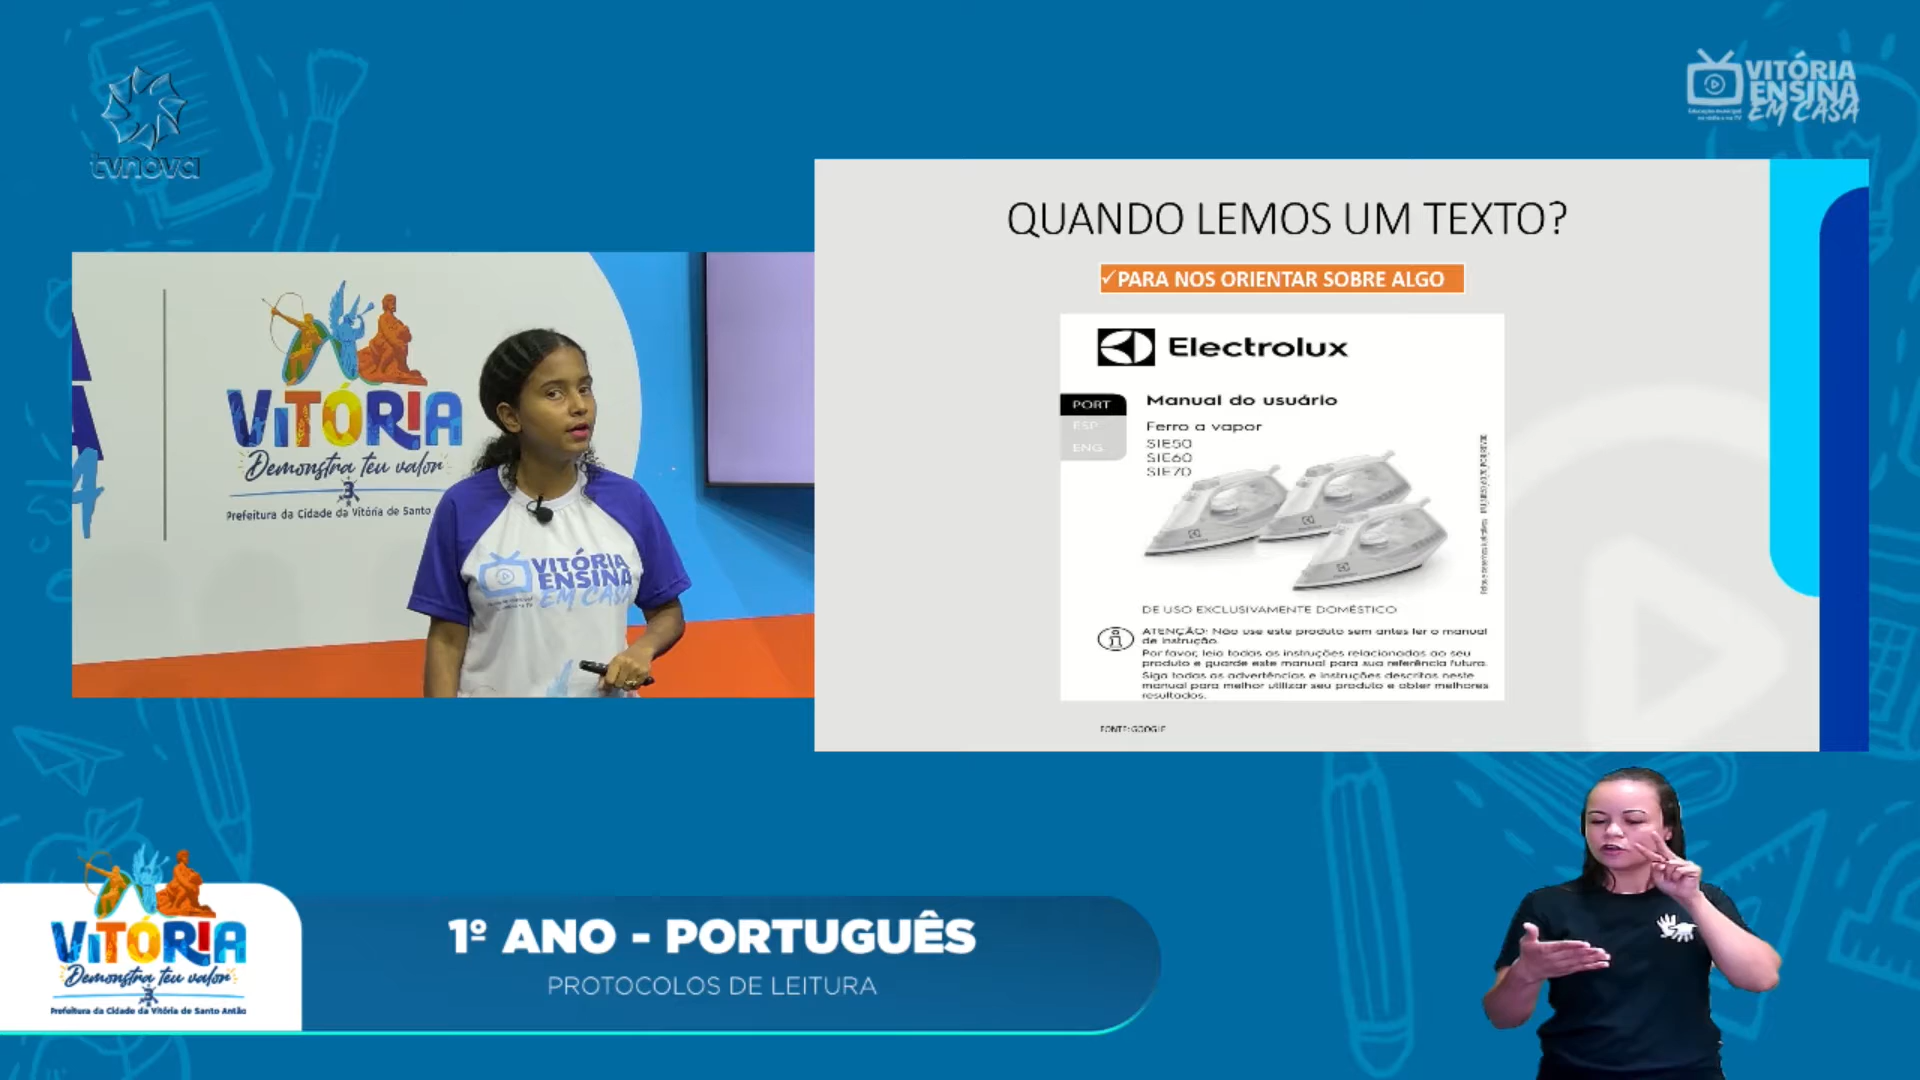 tvnova
VITÓRIA
ENSINA
EM CASA
QUANDO LEMOS UM TEXTO?
✓PARA NOS ORIENTAR SOBRE ALGO
Electrolux
PORT
ESP.
ENG.
Manual do usuário
Ferro a vapor
SIE50
SIE60
SIE70
DE USO EXCLUSIVAMENTE DOMÉSTICO
ATENÇÃO: Não use este produto sem antes ler o manual
de instrução.
Por favor, leia todas as instruções relacionadas ao seu
produto e guarde este manual para sua referência futura.
Siga todas as advertências e instruções descritas neste
manual para melhor utilizar seu produto e obter melhores
resultados.
FONTE: GOOGLE
VITÓRIA
Demonstra teu valor
Prefeitura da Cidade da Vitória de Santo
VITÓRIA
ENSINA
EM CASA
1º ANO - PORTUGUÊS
PROTOCOLOS DE LEITURA
VITÓRIA
Demonstra teu valor
Prefeitura da Cidade da Vitória de Santo Antão